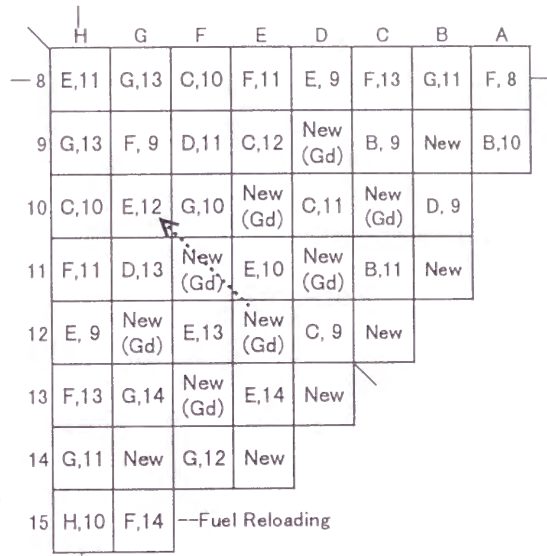 H G F E D C B A
8 E,11 G,13 C,10 F,11 E, 9 F,13 G,11 F, 8
9 G,13 F, 9 D,11 C,12 New (Gd) B, 9 New B,10
10 C,10 E,12 G,10 New (Gd) C,11 New (Gd) D, 9
11 F,11 D,13 New (Gd) E,10 New (Gd) B,11 New
12 E, 9 New (Gd) E,13 New (Gd) C, 9 New
13 F,13 G,14 New (Gd) E,14 New
14 G,11 New G,12 New
15 H,10 F,14 --Fuel Reloading